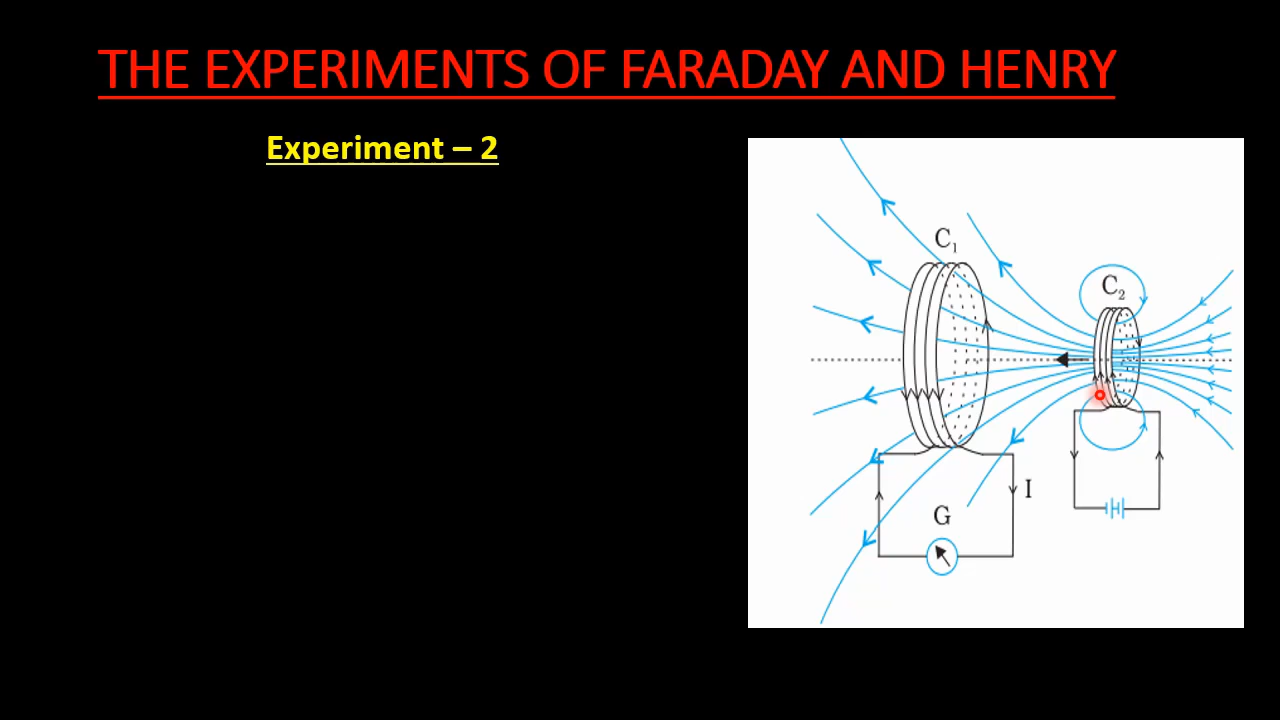 THE EXPERIMENTS OF FARADAY AND HENRY
Experiment – 2
C₁
C₂
I
G